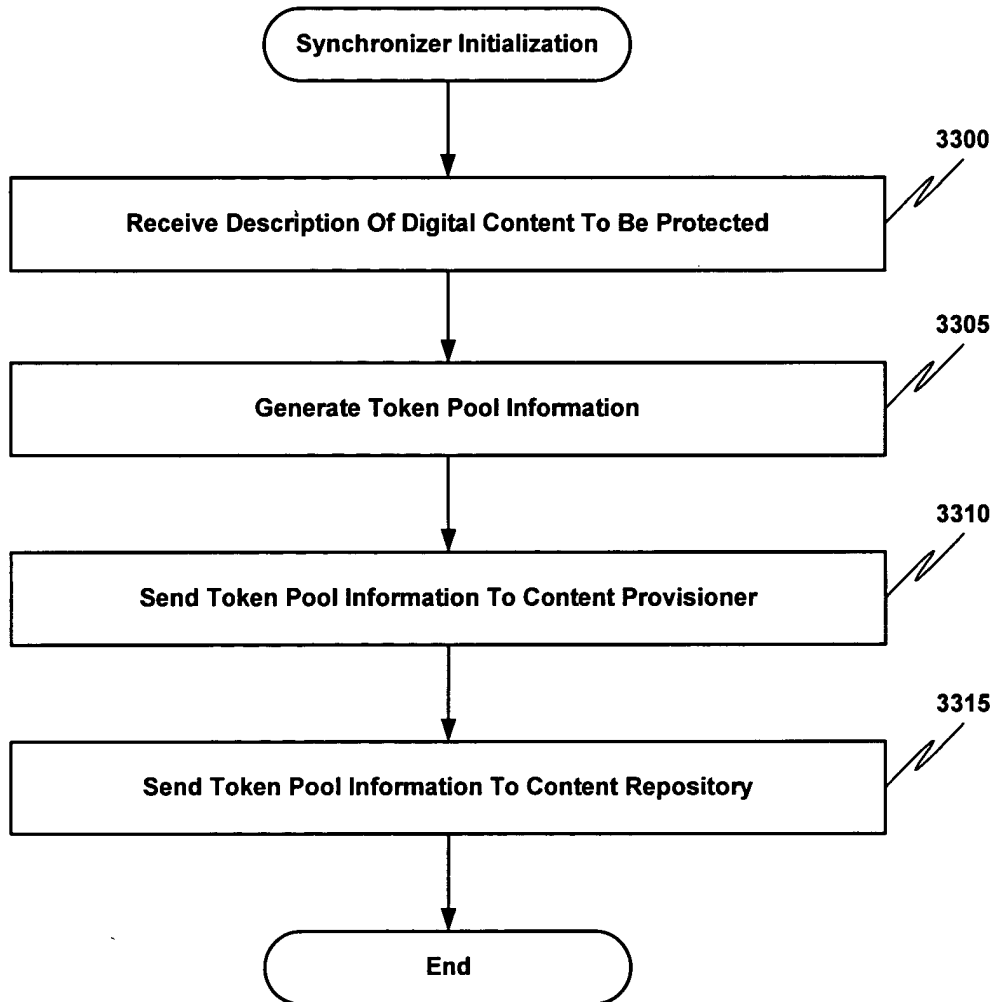 Synchronizer Initialization
3300
Receive Description Of Digital Content To Be Protected
3305
Generate Token Pool Information
3310
Send Token Pool Information To Content Provisioner
3315
Send Token Pool Information To Content Repository
End